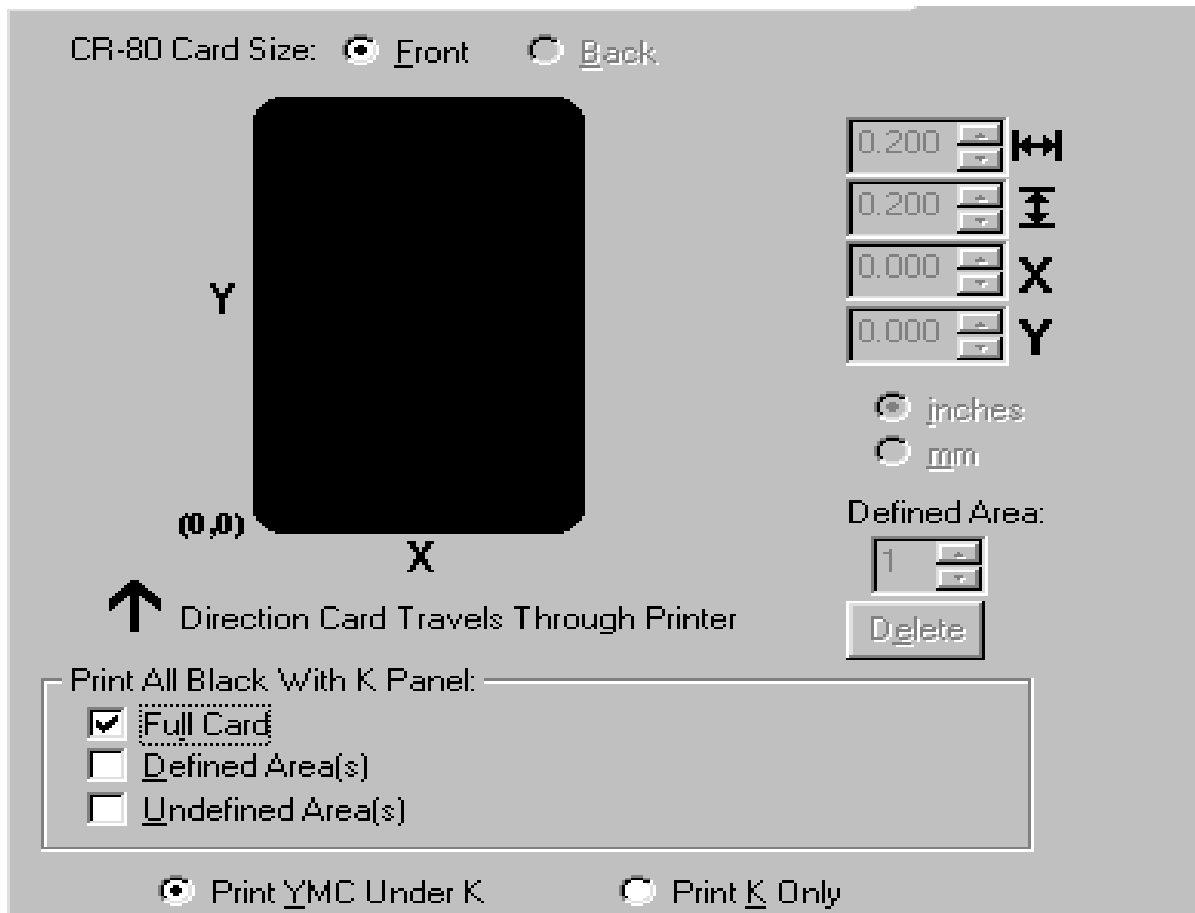 CR-80 Card Size: Front Back
0.200
0.200
Y
0.000 X
0.000 Y
inches
mm
(0,0)
Defined Area:
X
1
Direction Card Travels Through Printer
Delete
Print All Black With K Panel:
Full Card
Defined Area(s)
Undefined Area(s)
Print YMC Under K Print K Only